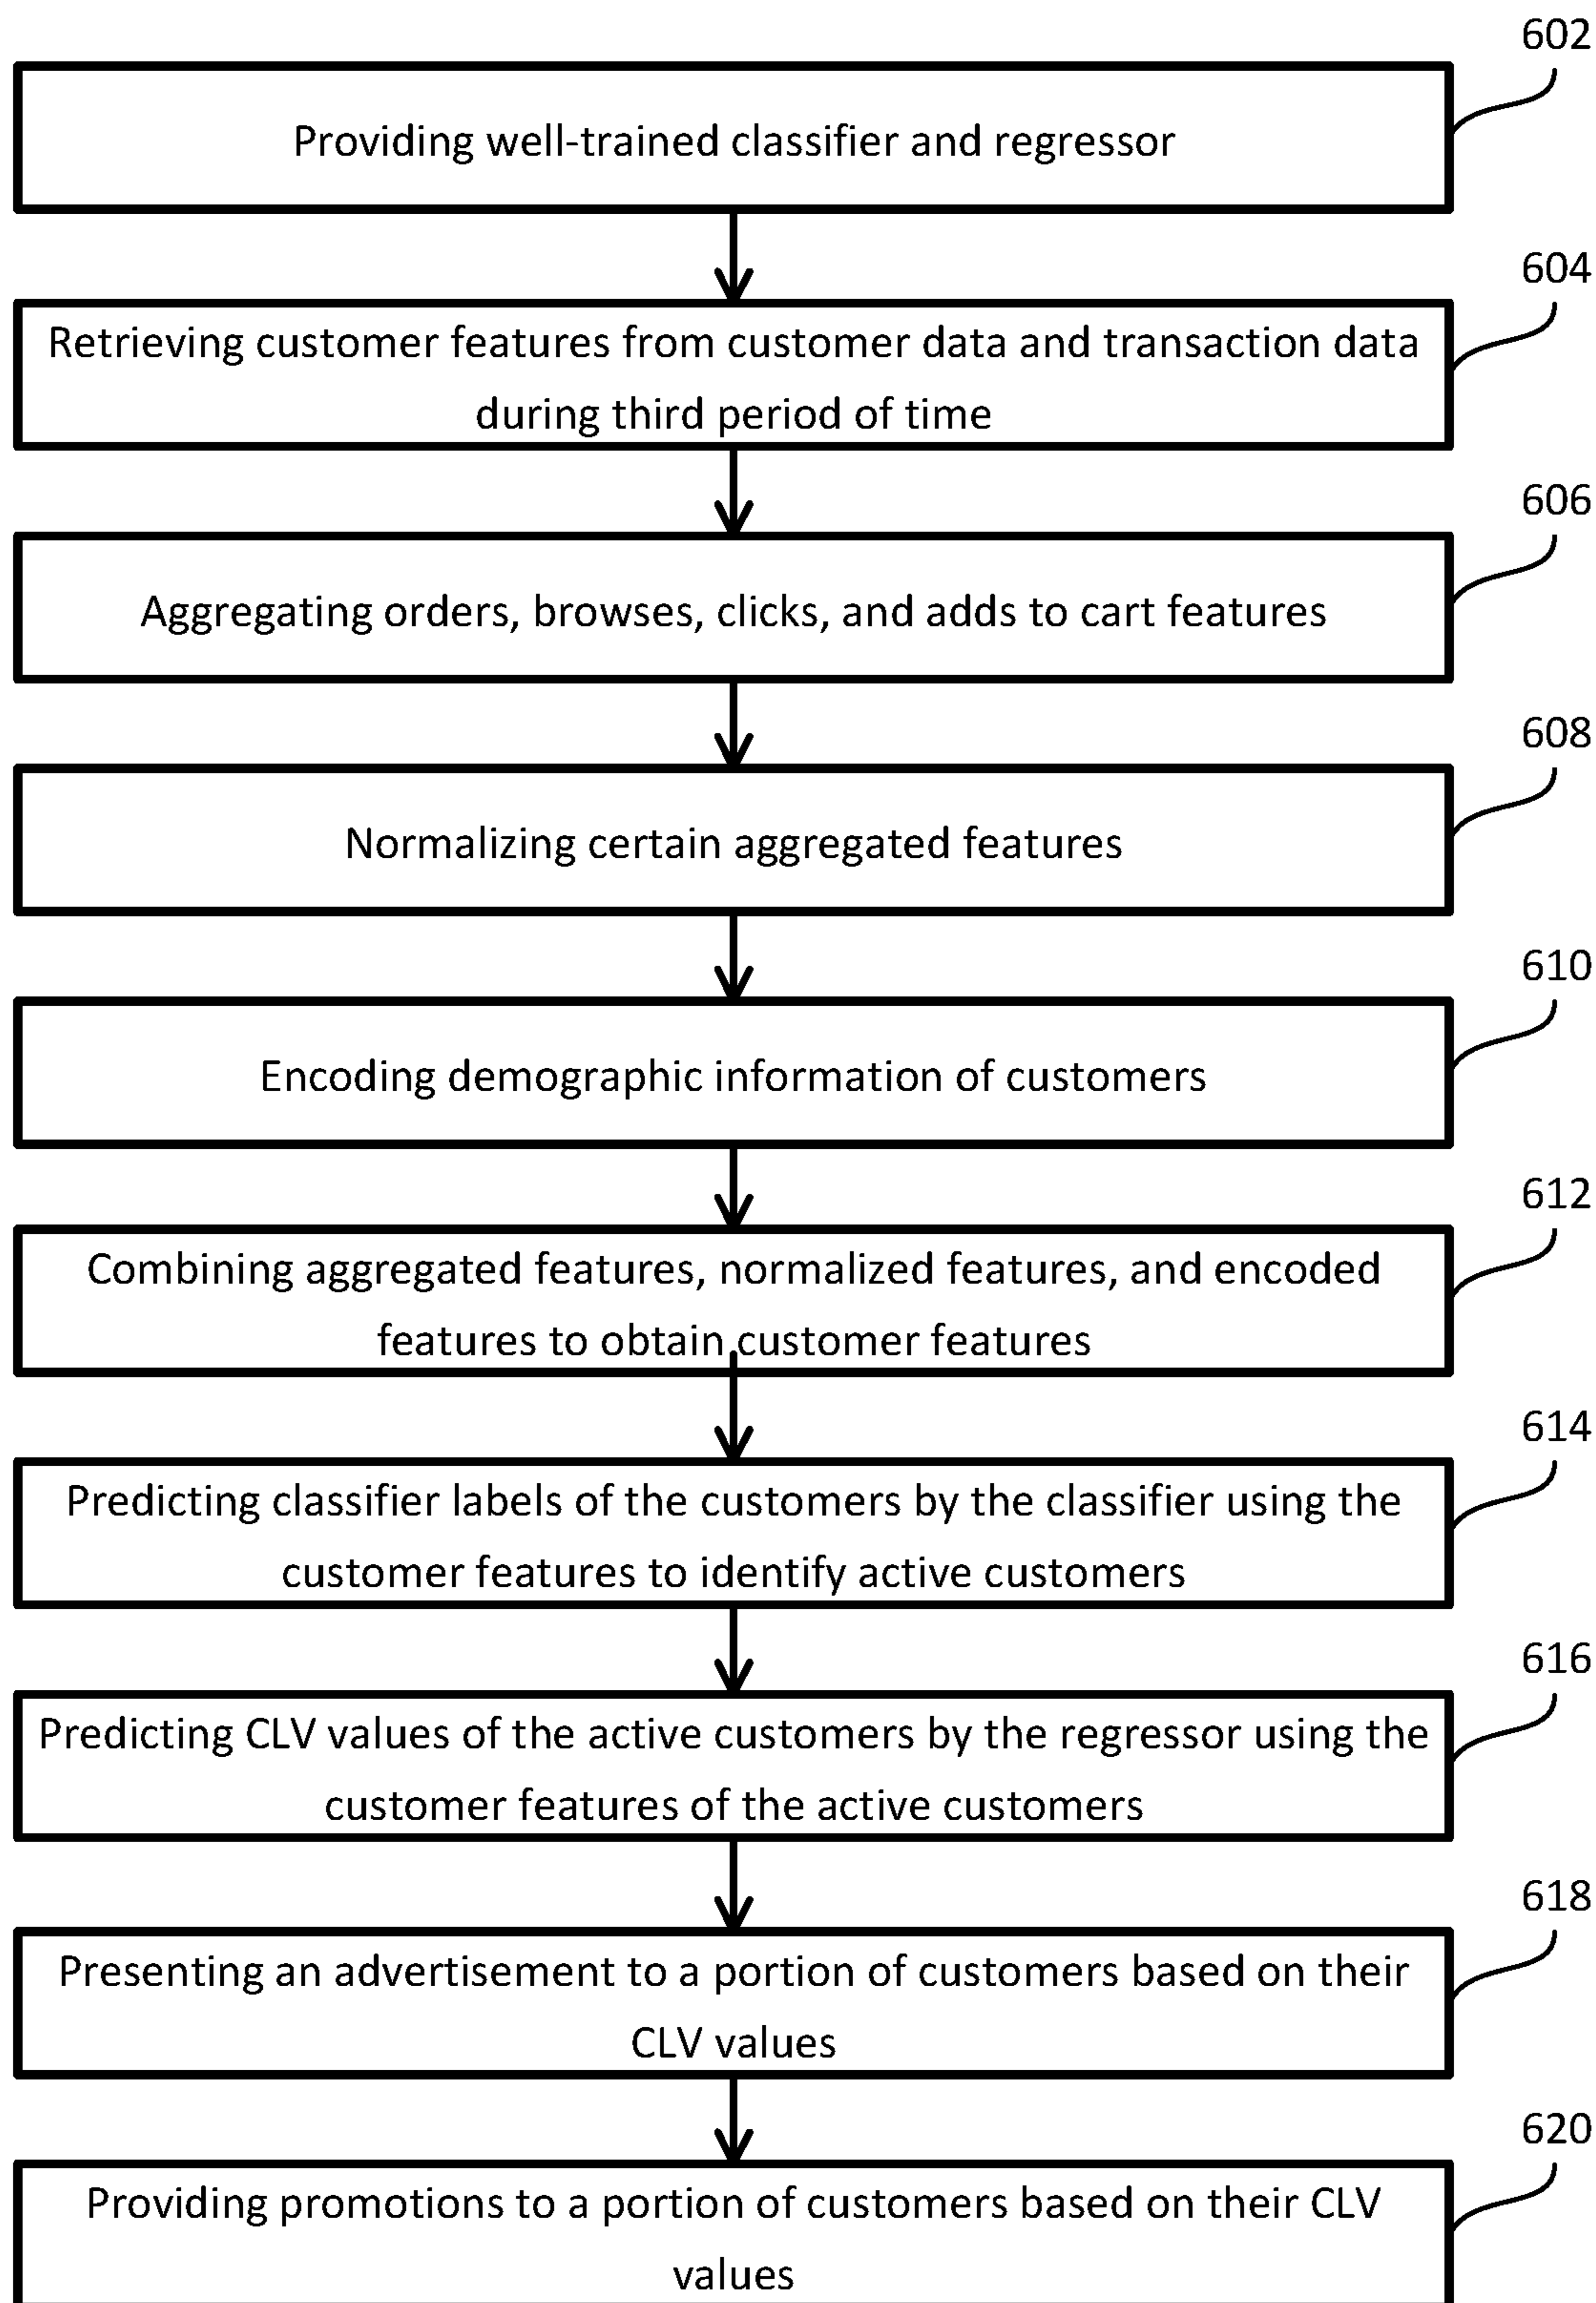 602
Providing well-trained classifier and regressor
604
Retrieving customer features from customer data and transaction data
during third period of time
606
Aggregating orders, browses, clicks, and adds to cart features
608
Normalizing certain aggregated features
610
Encoding demographic information of customers
612
Combining aggregated features, normalized features, and encoded
features to obtain customer features
614
Predicting classifier labels of the customers by the classifier using the
customer features to identify active customers
616
Predicting CLV values of the active customers by the regressor using the
customer features of the active customers
618
Presenting an advertisement to a portion of customers based on their
CLV values
620
Providing promotions to a portion of customers based on their CLV
values